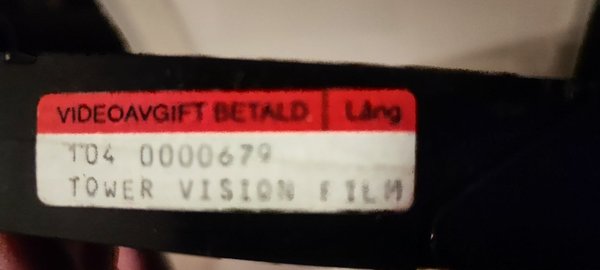 VIDEOAVGIFT BETALD Lång
104 0000679
TOWER VISION FILM